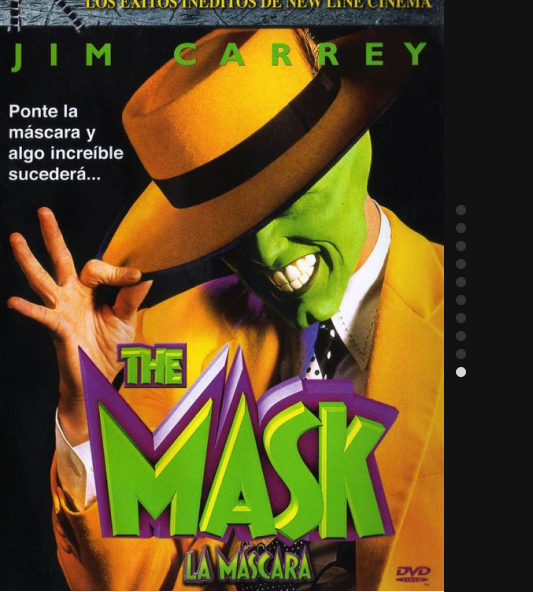 LOS ÉXITOS INÉDITOS DE NEW LINE CINEMA
JIM CARREY
Ponte la
máscara y
algo increíble
sucederá...
THE
MASK
LA MÁSCARA
DVD
VIDEO